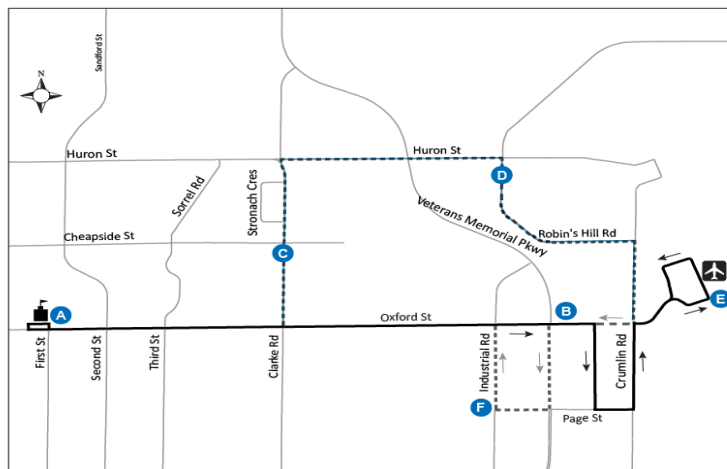 Sandford St
N
Huron St
Huron St
D
Sorrel Rd
Stronach Cres
Veterans Memorial Pkwy
Robin's Hill Rd
Cheapside St
C
E
A
B
Oxford St
First St
Second St
Third St
Clarke Rd
Industrial Rd
Crumlin Rd
F
Page St